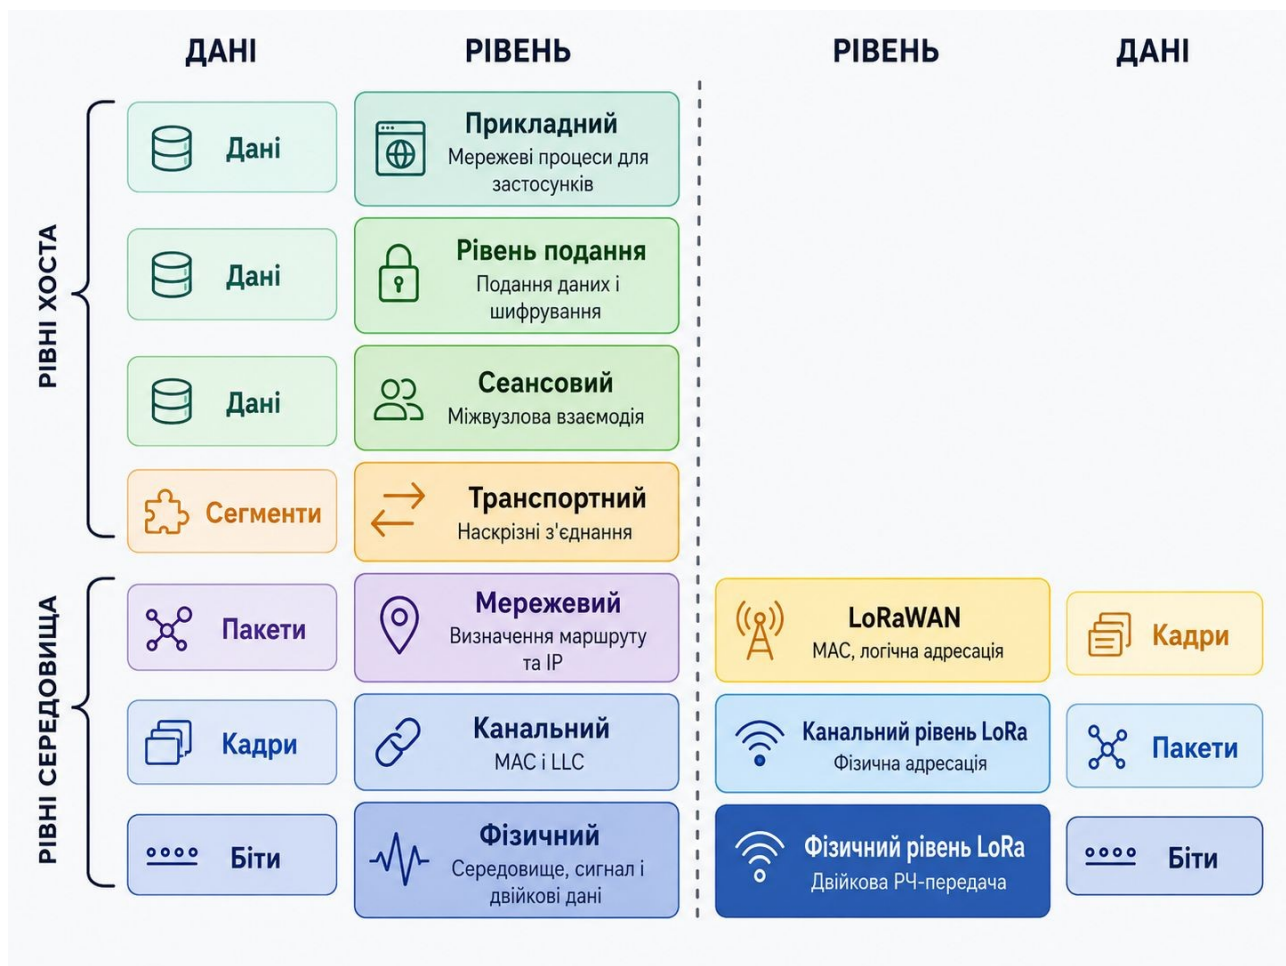 ДАНІ
РІВЕНЬ
РІВЕНЬ
ДАНІ
РІВНІ ХОСТА
Дані
Прикладний
Мережеві процеси для
застосунків
Дані
Рівень подання
Подання даних і
шифрування
Дані
Сеансовий
Міжвузлова взаємодія
Сегменти
Транспортний
Наскрізні з'єднання
РІВНІ СЕРЕДОВИЩА
Пакети
Мережевий
Визначення маршруту
та IP
LoRaWAN
MAC, логічна адресація
Кадри
Кадри
Канальний
MAC і LLC
Канальний рівень LoRa
Фізична адресація
Пакети
Біти
Фізичний
Середовище, сигнал і
двійкові дані
Фізичний рівень LoRa
Двійкова РЧ-передача
Біти